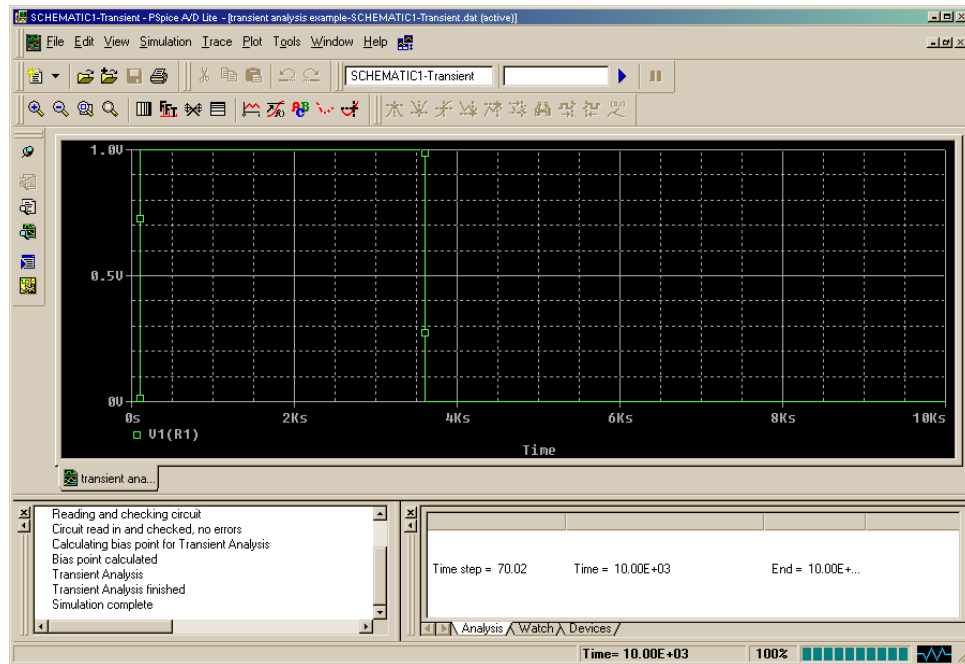 SCHEMATIC1-Transient - PSpice A/D Lite - [transient analysis example-SCHEMATIC1-Transient.dat (active)]
File Edit View Simulation Trace Plot Tools Window Help
SCHEMATIC1-Transient
FFT
1.0V
0.5V
0V
0s 2Ks 4Ks 6Ks 8Ks 10Ks
V1(R1)
Time
transient ana...
Reading and checking circuit
Circuit read in and checked, no errors
Calculating bias point for Transient Analysis
Bias point calculated
Transient Analysis
Transient Analysis finished
Simulation complete
Time step = 70.02 Time = 10.00E+03 End = 10.00E+...
Analysis Watch Devices
Time= 10.00E+03 100%